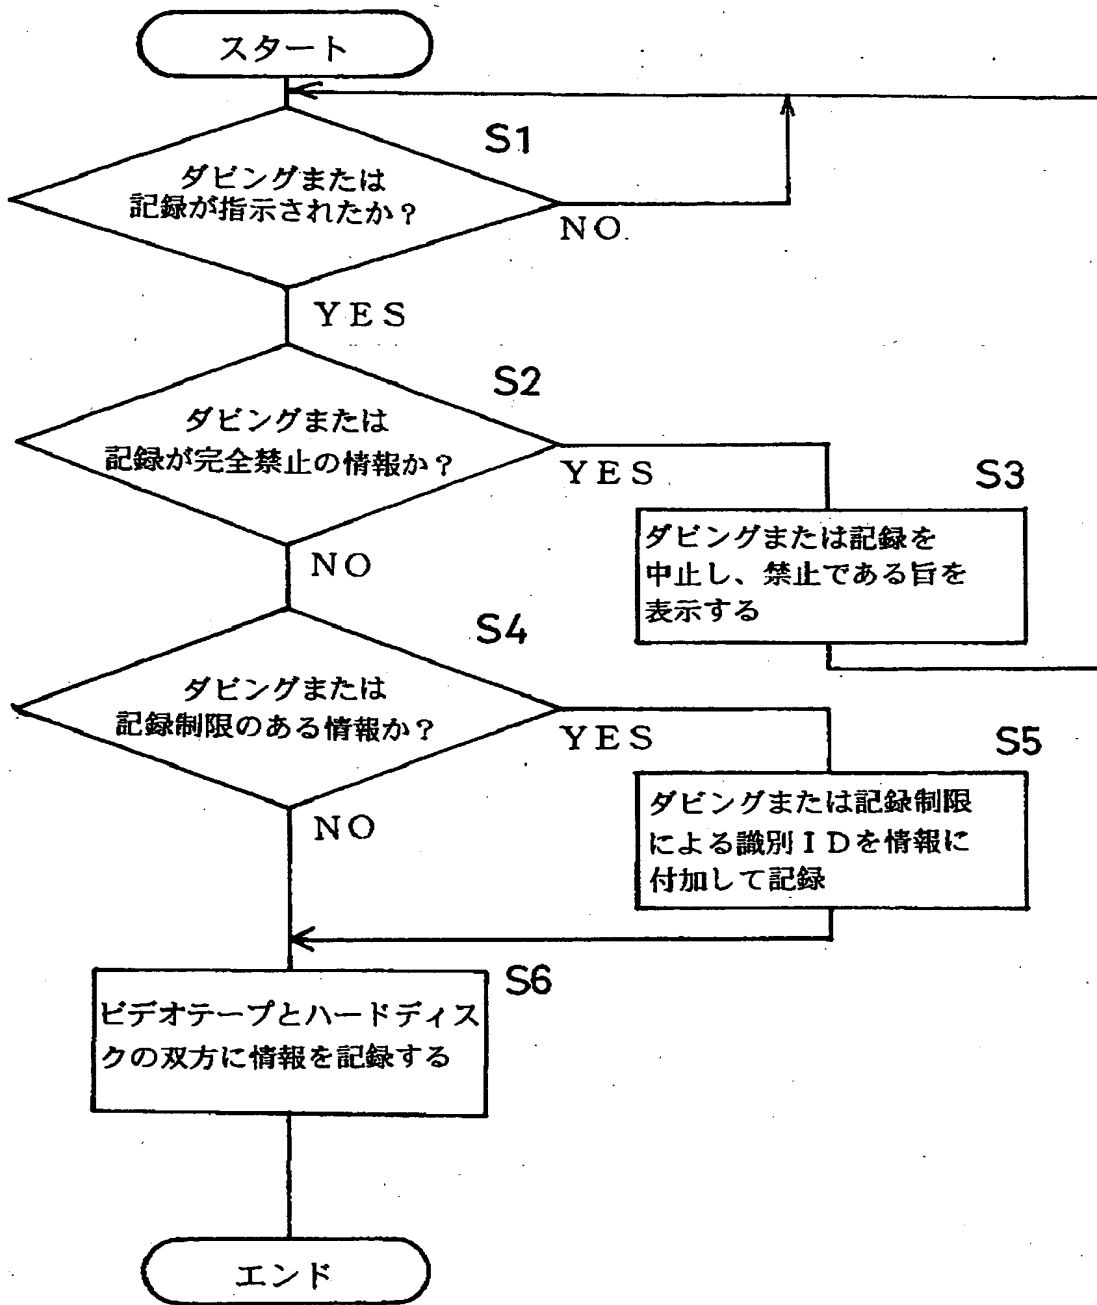 スタート
S1
ダビングまたは
記録が指示されたか？
NO
YES
S2
ダビングまたは
記録が完全禁止の情報か？
YES
S3
ダビングまたは記録を
中止し、禁止である旨を
表示する
NO
S4
ダビングまたは
記録制限のある情報か？
YES
S5
ダビングまたは記録制限
による識別ＩＤを情報に
付加して記録
NO
S6
ビデオテープとハードディス
クの双方に情報を記録する
エンド